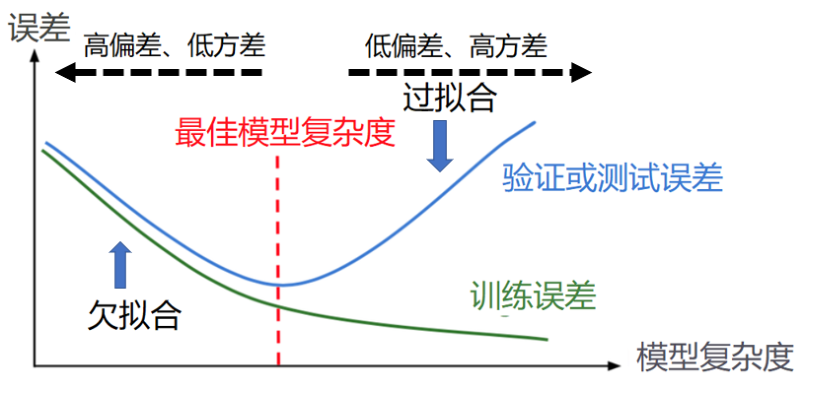 误差
高偏差、低方差
低偏差、高方差
过拟合
最佳模型复杂度
验证或测试误差
欠拟合
训练误差
模型复杂度